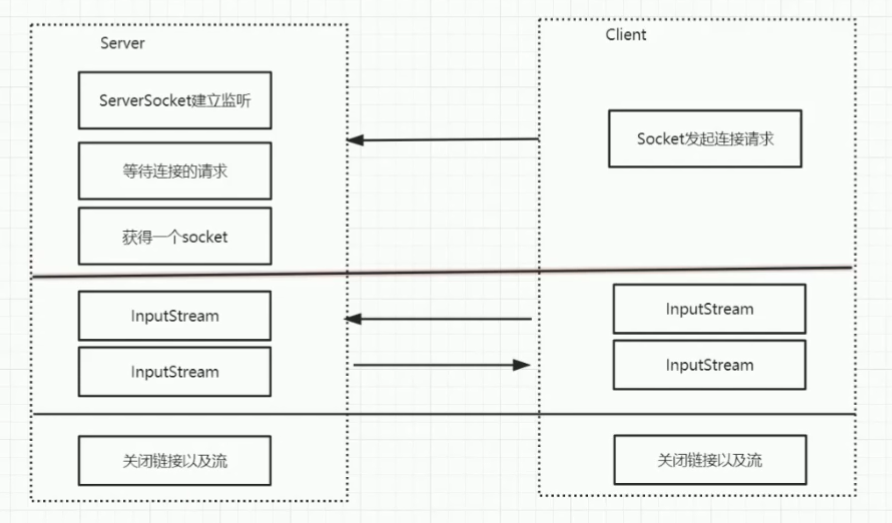 Server
ServerSocket建立监听
等待连接的请求
获得一个socket
InputStream
InputStream
关闭链接以及流
Client
Socket发起连接请求
InputStream
InputStream
关闭链接以及流